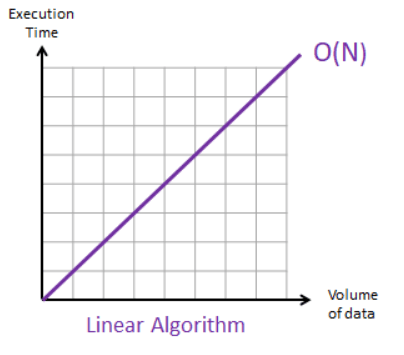 Execution
Time
O(N)
Volume
of data
Linear Algorithm